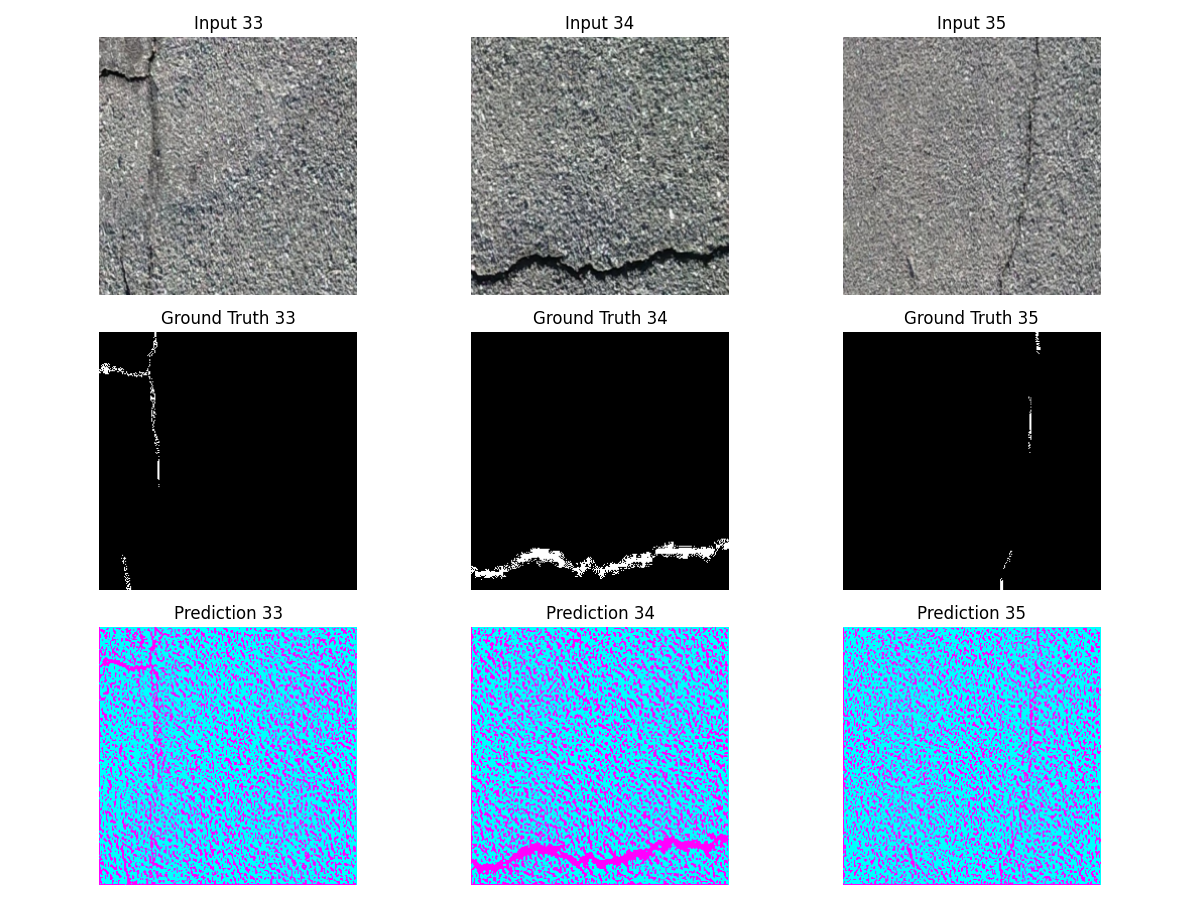 Input 33
Input 34
Input 35
Ground Truth 33
Ground Truth 34
Ground Truth 35
Prediction 33
Prediction 34
Prediction 35